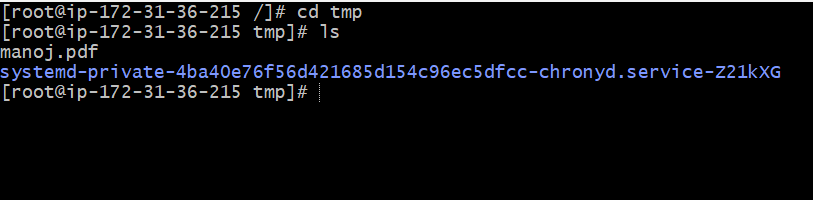 [root@ip-172-31-36-215 /]# cd tmp
[root@ip-172-31-36-215 tmp]# ls
manoj.pdf
systemd-private-4ba40e76f56d421685d154c96ec5dfcc-chronyd.service-Z21kXG
[root@ip-172-31-36-215 tmp]#